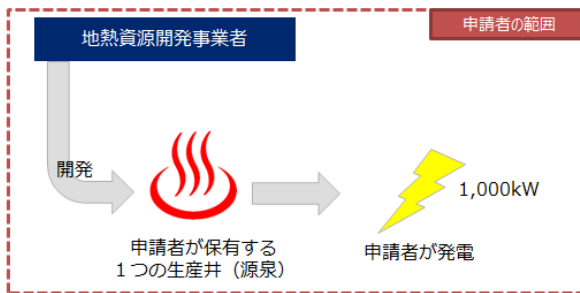 申請者の範囲
地熱資源開発事業者
開発
1,000kW
申請者が保有する
１つの生産井（源泉）
申請者が発電